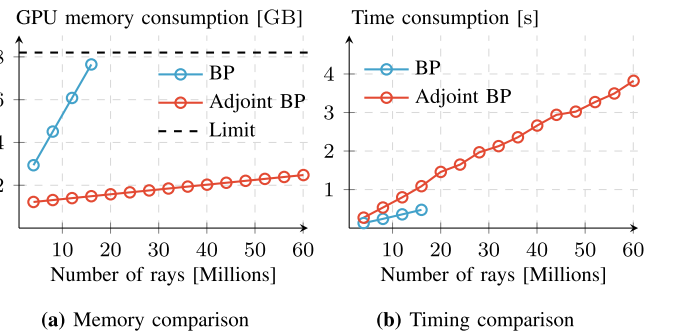 GPU memory consumption [GB]
8
6
4
2
BP
Adjoint BP
Limit
10 20 30 40 50 60
Number of rays [Millions]
(a) Memory comparison
Time consumption [s]
4
3
2
1
BP
Adjoint BP
10 20 30 40 50 60
Number of rays [Millions]
(b) Timing comparison